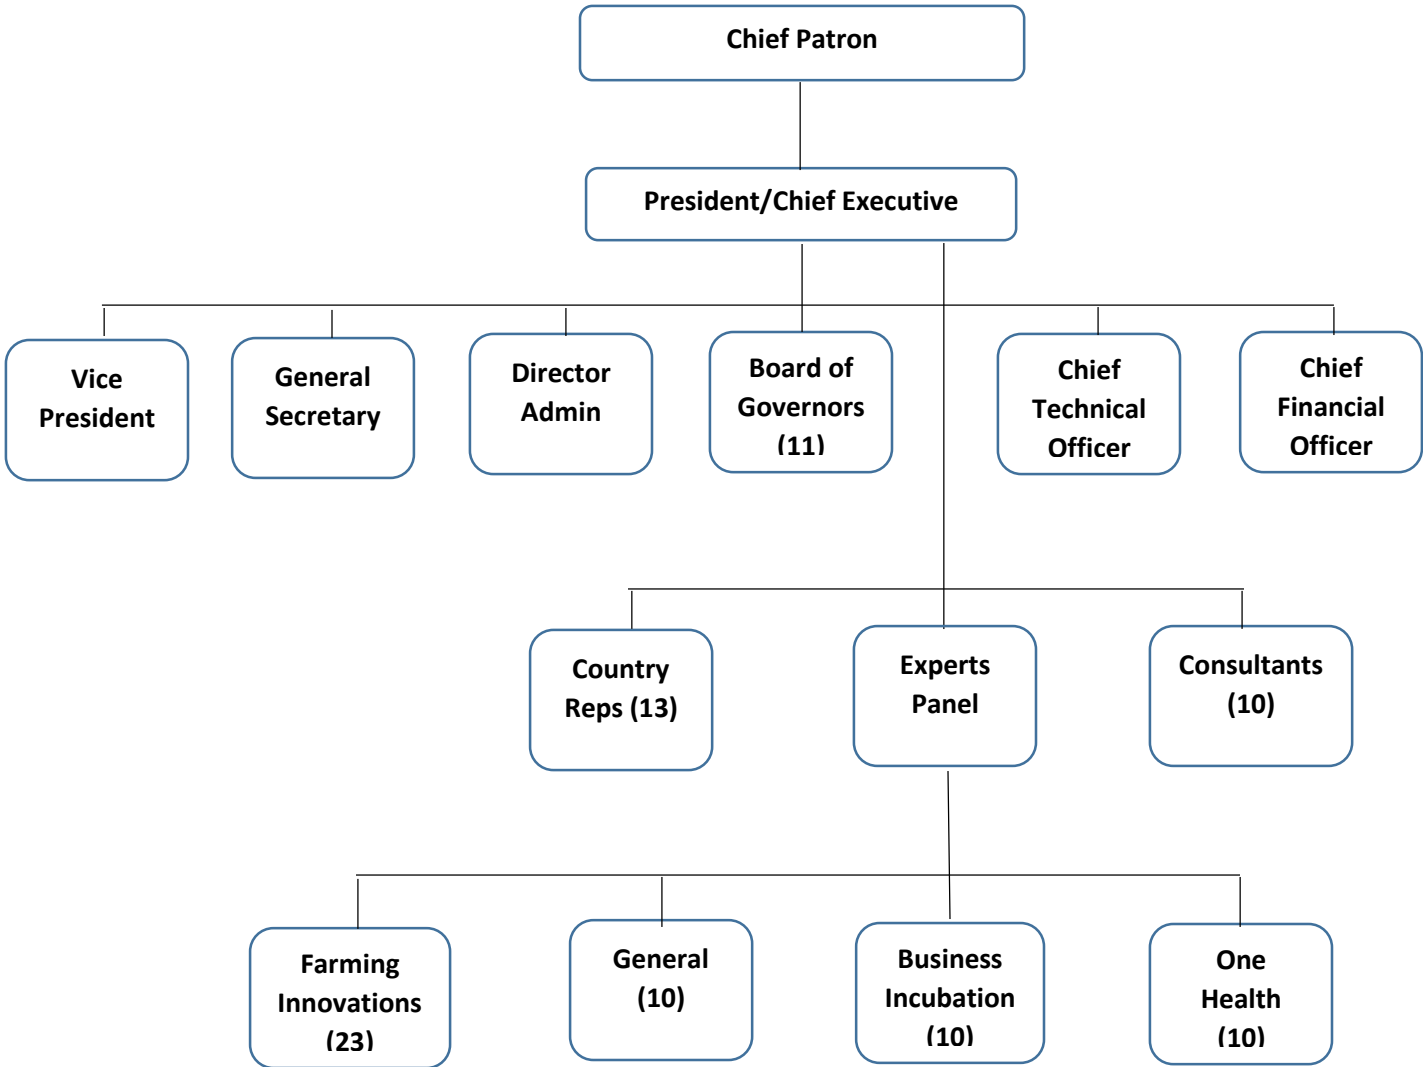 Chief Patron
President/Chief Executive
Vice
President
General
Secretary
Director
Admin
Board of
Governors
(11)
Chief
Technical
Officer
Chief
Financial
Officer
Country
Reps (13)
Experts
Panel
Consultants
(10)
Farming
Innovations
(23)
General
(10)
Business
Incubation
(10)
One
Health
(10)